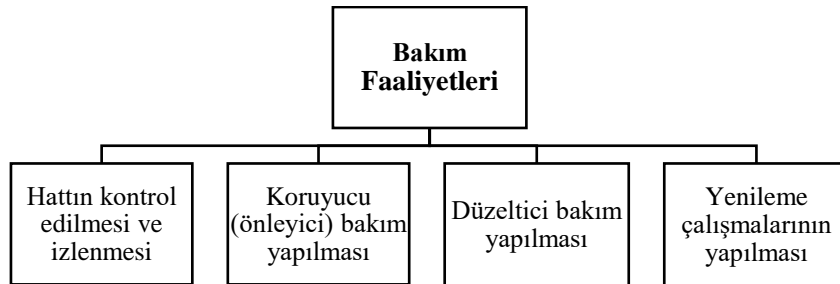 Bakım
Faaliyetleri
Hattın kontrol
edilmesi ve
izlenmesi
Koruyucu
(önleyici) bakım
yapılması
Düzeltici bakım
yapılması
Yenileme
çalışmalarının
yapılması